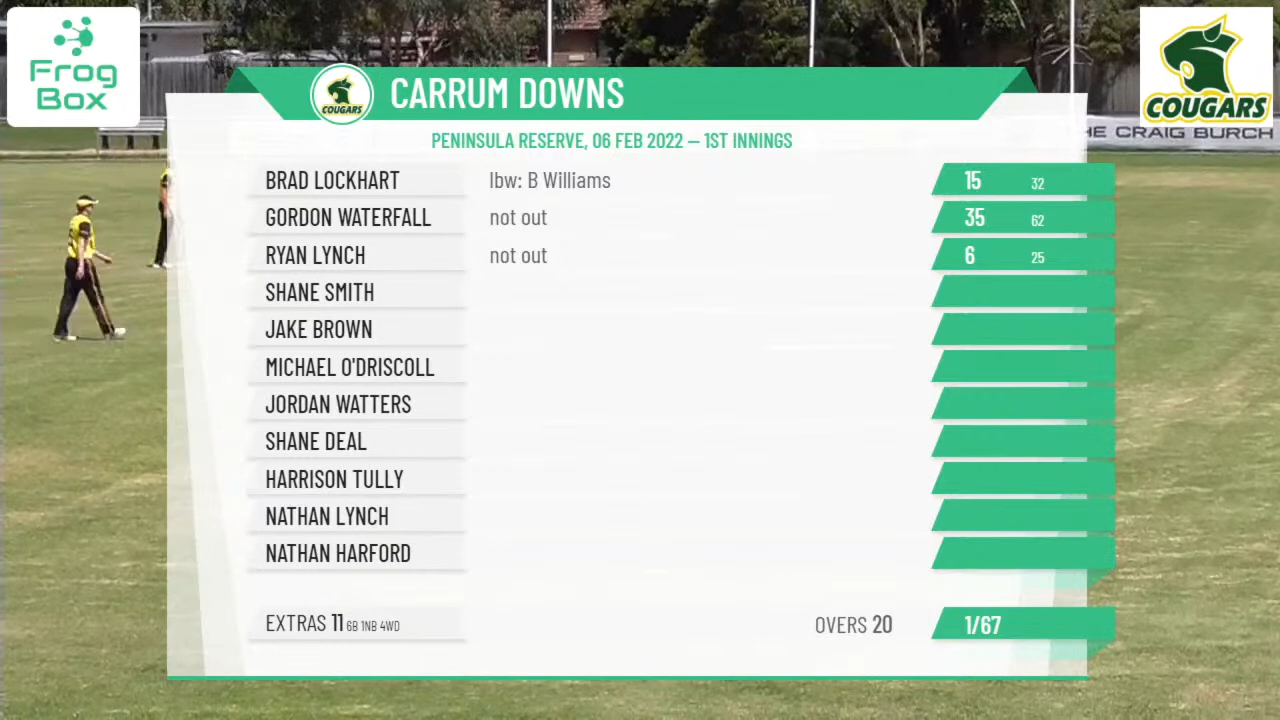 Frog
Box
COUGARS
CARRUM DOWNS
COUGARS
HE CRAIG BURCH
PENINSULA RESERVE, 06 FEB 2022 – 1ST INNINGS
BRAD LOCKHART lbw: B Williams 15 32
GORDON WATERFALL not out 35 62
RYAN LYNCH not out 6 25
SHANE SMITH
JAKE BROWN
MICHAEL O'DRISCOLL
JORDAN WATTERS
SHANE DEAL
HARRISON TULLY
NATHAN LYNCH
NATHAN HARFORD
EXTRAS 11 6B 1NB 4WD OVERS 20 1/67